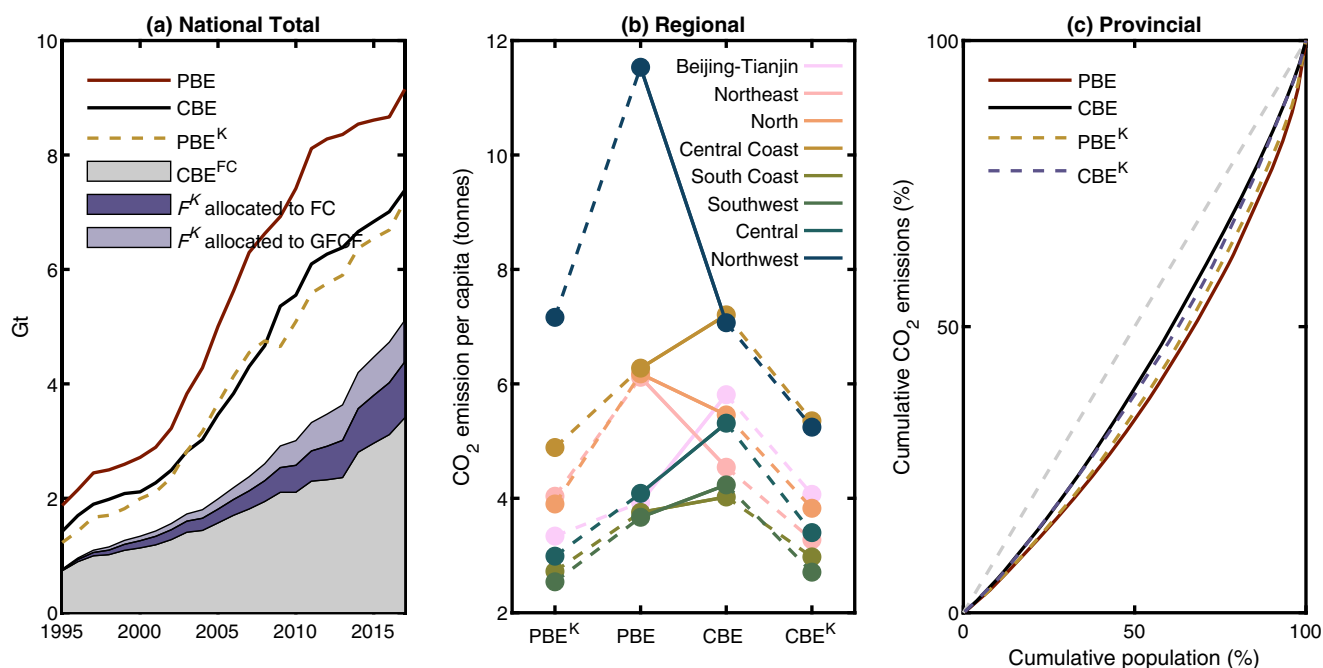 (a) National Total
10
8
6
4
2
0
Gt
1995
2000
2005
2010
2015
PBE
CBE
PBE^K
CBE^FC
F^K allocated to FC
F^K allocated to GFCF
(b) Regional
12
10
8
6
4
2
CO₂ emission per capita (tonnes)
PBE^K
PBE
CBE
CBE^K
Beijing-Tianjin
Northeast
North
Central Coast
South Coast
Southwest
Central
Northwest
(c) Provincial
100
50
0
Cumulative CO₂ emissions (%)
0
50
100
Cumulative population (%)
PBE
CBE
PBE^K
CBE^K